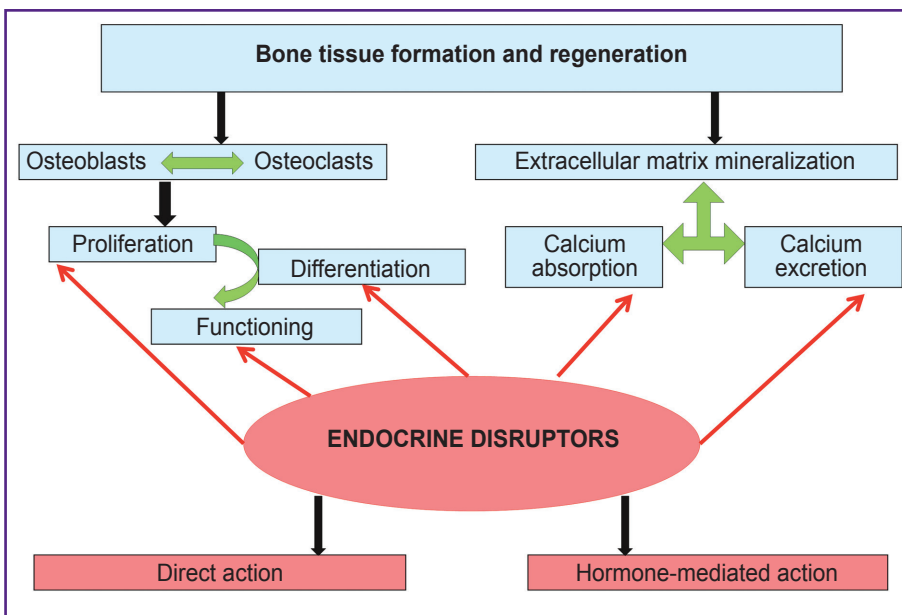 Bone tissue formation and regeneration
Osteoblasts Osteoclasts
Extracellular matrix mineralization
Proliferation
Differentiation
Functioning
Calcium
absorption
Calcium
excretion
ENDOCRINE DISRUPTORS
Direct action
Hormone-mediated action